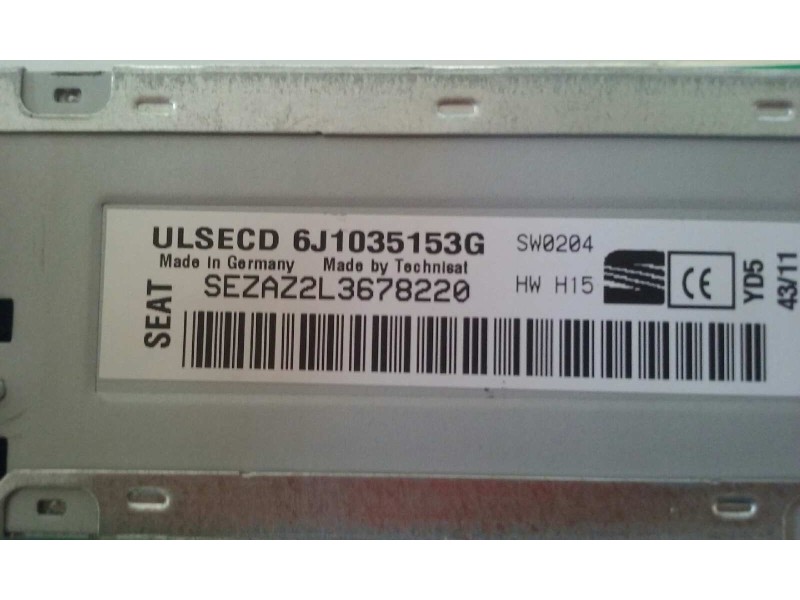 ULSECD 6J1035153G SW0204
Made in Germany Made by Technisat
SEZAZ2L3678220 HW H15
SEAT
CE
YD5
43/11